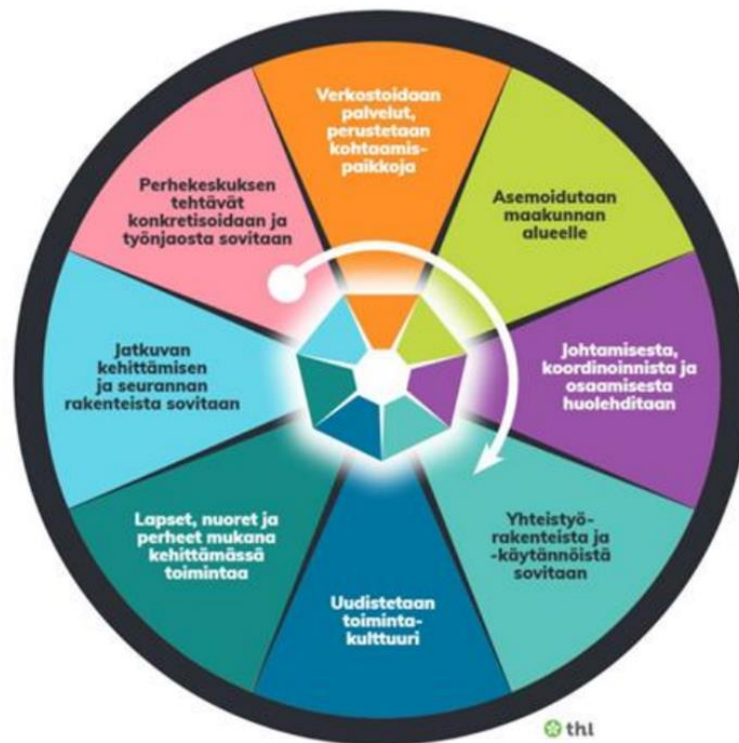 Verkostoidaan
palvelut,
perustetaan
kohtaamis-
paikkoja
Asemoidutaan
maakunnan
alueelle
Johtamisesta,
koordinoinnista ja
osaamisesta
huolehditaan
Yhteistyö-
rakenteista ja
-käytännöistä
sovitaan
Uudistetaan
toiminta-
kulttuuri
Lapset, nuoret ja
perheet mukana
kehittämässä
toimintaa
Jatkuvan
kehittämisen
ja seurannan
rakenteista sovitaan
Perhekeskuksen
tehtävät
konkretisoidaan ja
työnjaosta sovitaan
thl